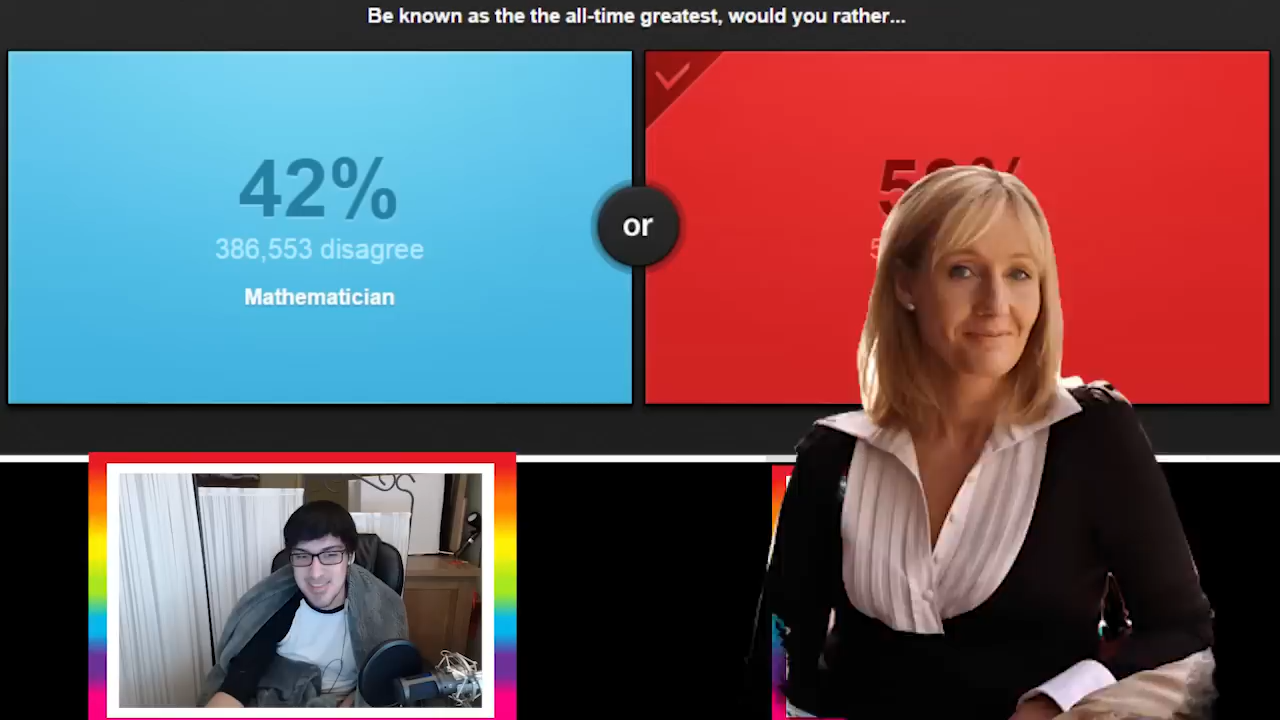 Be known as the the all-time greatest, would you rather...
42%
386,553 disagree
Mathematician
or